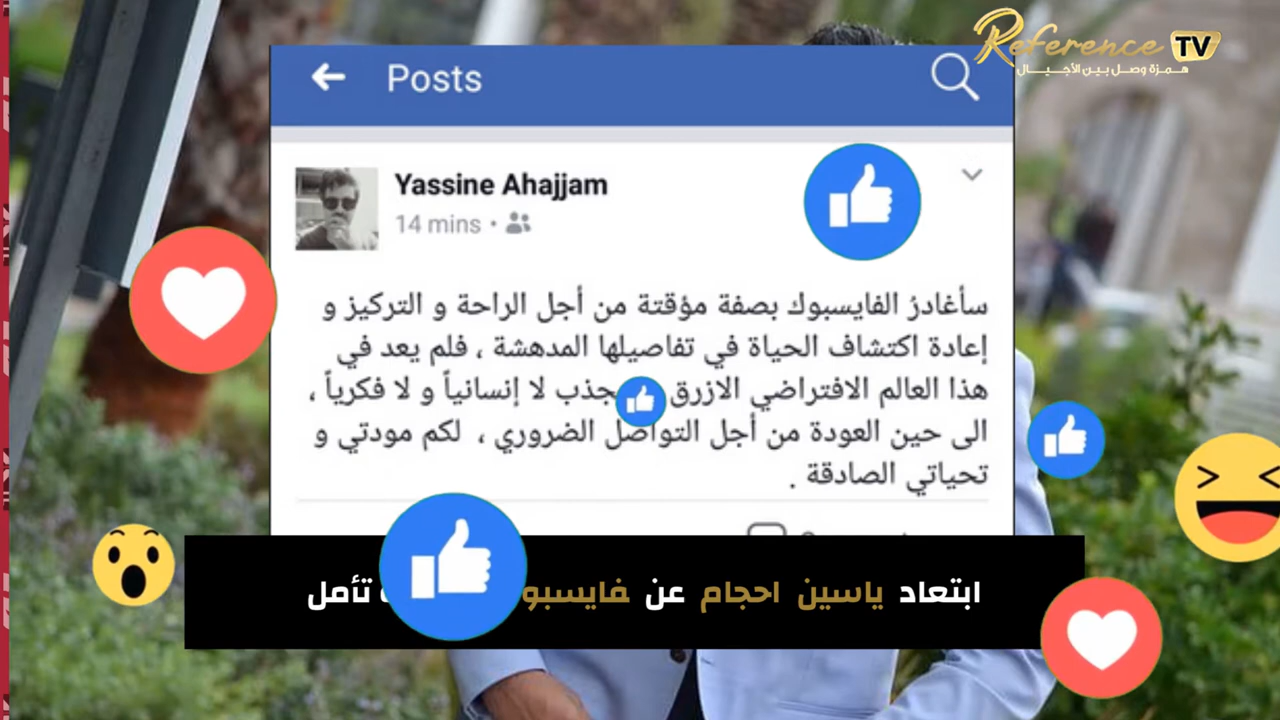 Reference TV
همزة وصل بين الأجيال
Posts
Yassine Ahajjam
14 mins
سأغادرُ الفايسبوك بصفة مؤقتة من أجل الراحة و التركيز و
إعادة اكتشاف الحياة في تفاصيلها المدهشة ، فلم يعد في
هذا العالم الافتراضي الازرق جذب لا إنسانياً و لا فكرياً ،
الى حين العودة من أجل التواصل الضروري ، لكم مودتي و
تحياتي الصادقة .
ابتعاد ياسين احجام عن فايسبو تأمل